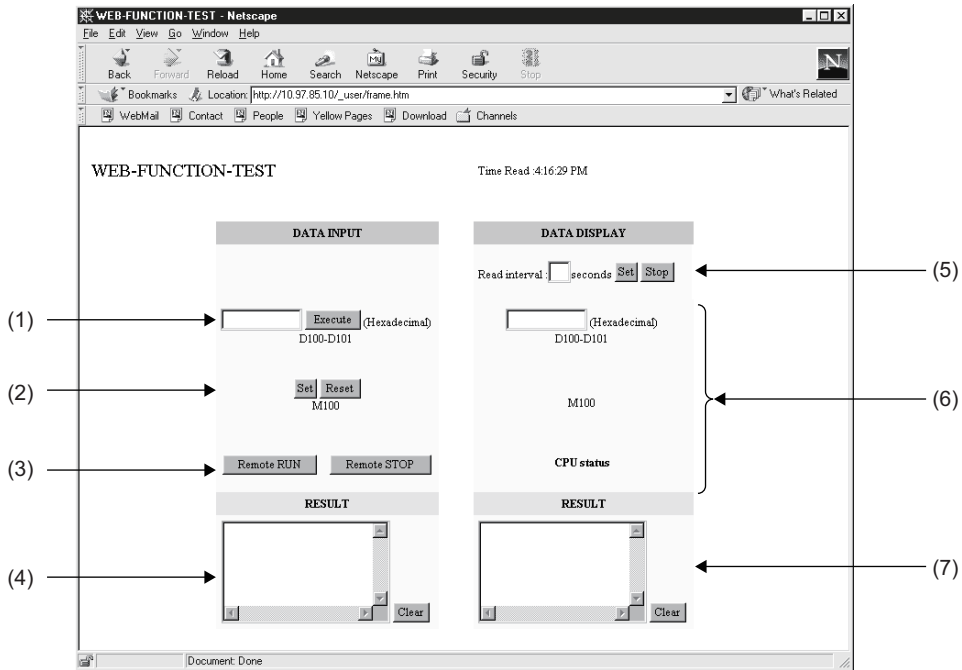 WEB-FUNCTION-TEST - Netscape
File Edit View Go Window Help
Back Forward Reload Home Search Netscape Print Security Stop
My
N
Bookmarks Location: http://10.97.85.10/_user/frame.htm What's Related
WebMail Contact People Yellow Pages Download Channels
WEB-FUNCTION-TEST
Time Read :4:16:29 PM
DATA INPUT
DATA DISPLAY
Read interval : seconds Set Stop
(5)
(1)
Execute (Hexadecimal)
D100-D101
(Hexadecimal)
D100-D101
(2)
Set Reset
M100
M100
(6)
(3)
Remote RUN Remote STOP
CPU status
RESULT
RESULT
(4)
(7)
Clear
Clear
Document: Done